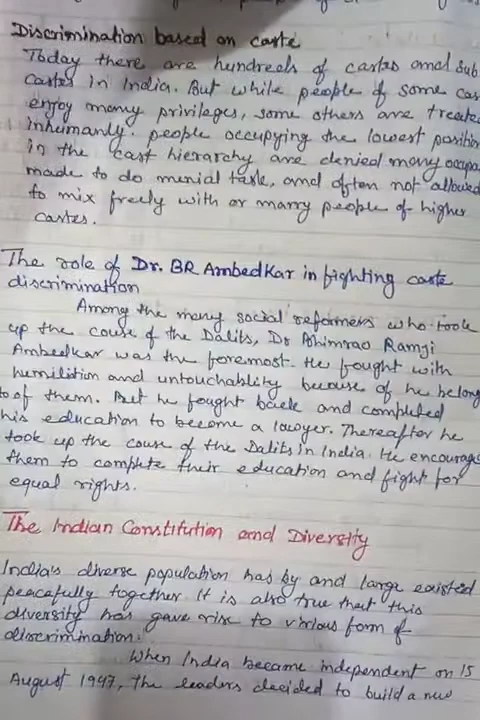 Discrimination based on caste
Today there are hundreds of castes and sub
castes in India. But while people of some cas
enjoy many privileges, some others are treate
inhumanly. people occupying the lowest position
in the cast hierarchy are denied many occupa
made to do menial task, and often not allowed
to mix freely with or marry people of higher
castes.
The role of Dr. BR Ambedkar in fighting caste
discrimination
Among the many social reformers who took
up the couse of the Dalits, Dr Bhimrao Ramji
Ambedkar was the foremost. He fought with
humilition and untouchability because of he belong
to of them. But he fought back and completed
his education to become a lawyer. Thereafter he
took up the couse of the Dalits in India. He encourage
them to complete their education and fight for
equal rights.
The Indian Constitution and Diversity
India's diverse population has by and large existed
peacefully together. It is also true that this
diversity has gave rise to virious form of
discrimination.
When India became independent on 15
August 1947, the leaders decided to build a new